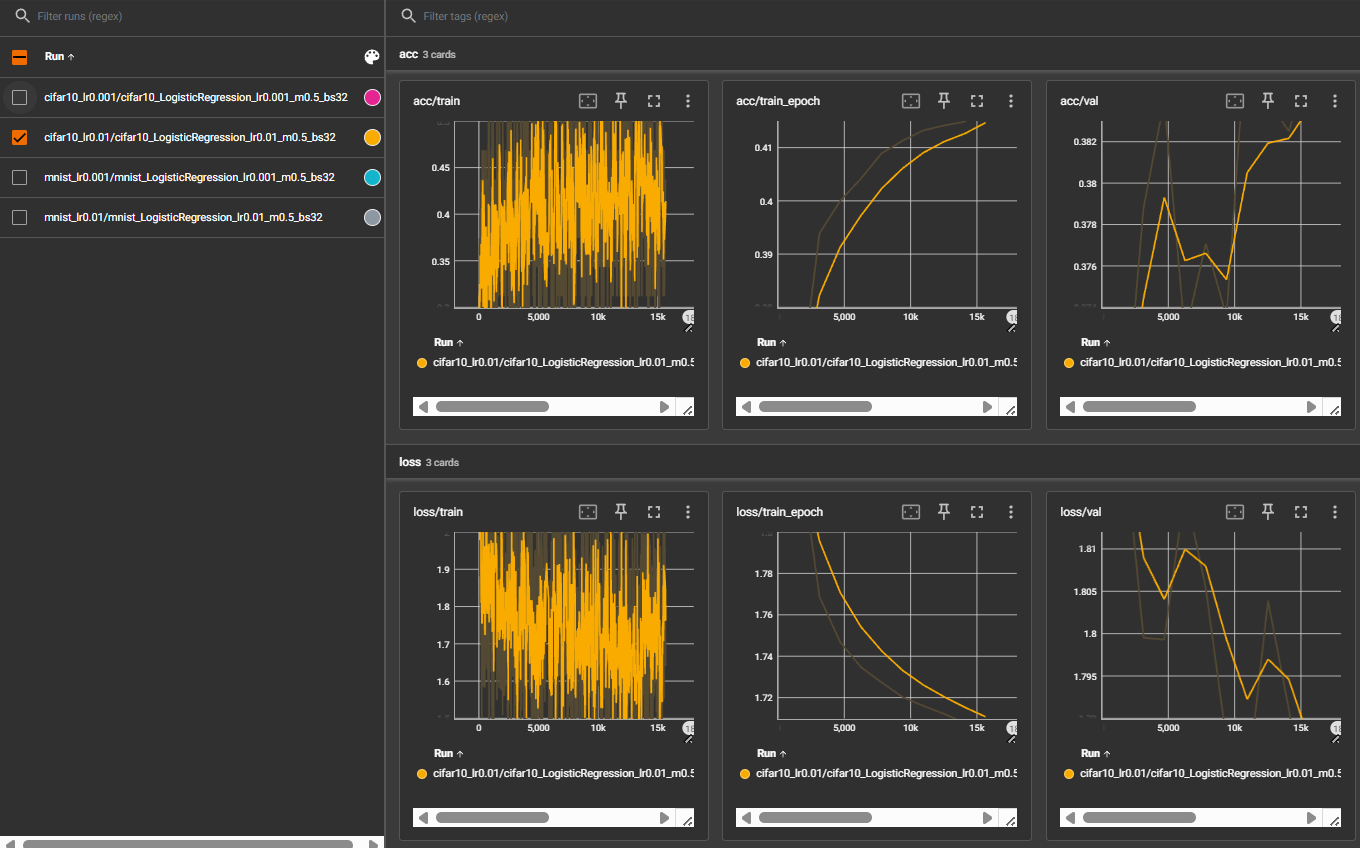 Filter runs (regex)
Run ↑
cifar10_lr0.001/cifar10_LogisticRegression_lr0.001_m0.5_bs32
cifar10_lr0.01/cifar10_LogisticRegression_lr0.01_m0.5_bs32
mnist_lr0.001/mnist_LogisticRegression_lr0.001_m0.5_bs32
mnist_lr0.01/mnist_LogisticRegression_lr0.01_m0.5_bs32
Filter tags (regex)
acc 3 cards
acc/train
0.45
0.4
0.35
0 5,000 10k 15k
Run ↑
cifar10_lr0.01/cifar10_LogisticRegression_lr0.01_m0.5
acc/train_epoch
0.41
0.4
0.39
5,000 10k 15k
Run ↑
cifar10_lr0.01/cifar10_LogisticRegression_lr0.01_m0.5
acc/val
0.382
0.38
0.378
0.376
5,000 10k 15k
Run ↑
cifar10_lr0.01/cifar10_LogisticRegression_lr0.01_m0.5
loss 3 cards
loss/train
1.9
1.8
1.7
1.6
0 5,000 10k 15k
Run ↑
cifar10_lr0.01/cifar10_LogisticRegression_lr0.01_m0.5
loss/train_epoch
1.78
1.76
1.74
1.72
5,000 10k 15k
Run ↑
cifar10_lr0.01/cifar10_LogisticRegression_lr0.01_m0.5
loss/val
1.81
1.805
1.8
1.795
5,000 10k 15k
Run ↑
cifar10_lr0.01/cifar10_LogisticRegression_lr0.01_m0.5